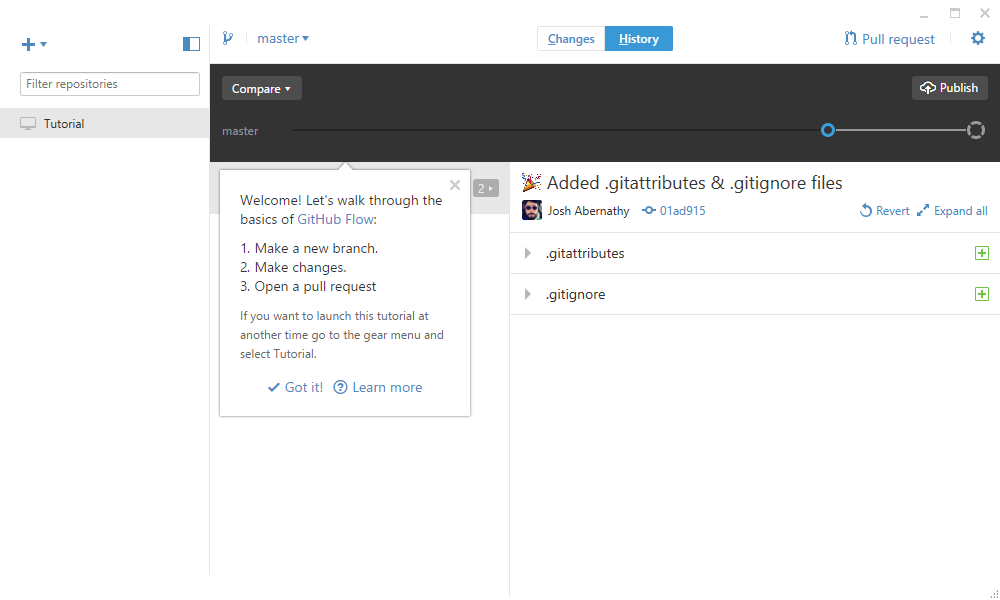 master
Changes
History
Pull request
Filter repositories
Compare
Publish
Tutorial
master
2
Welcome! Let's walk through the
basics of GitHub Flow:
1. Make a new branch.
2. Make changes.
3. Open a pull request
If you want to launch this tutorial at
another time go to the gear menu and
select Tutorial.
Got it!
Learn more
Added .gitattributes & .gitignore files
Josh Abernathy
01ad915
Revert
Expand all
.gitattributes
.gitignore